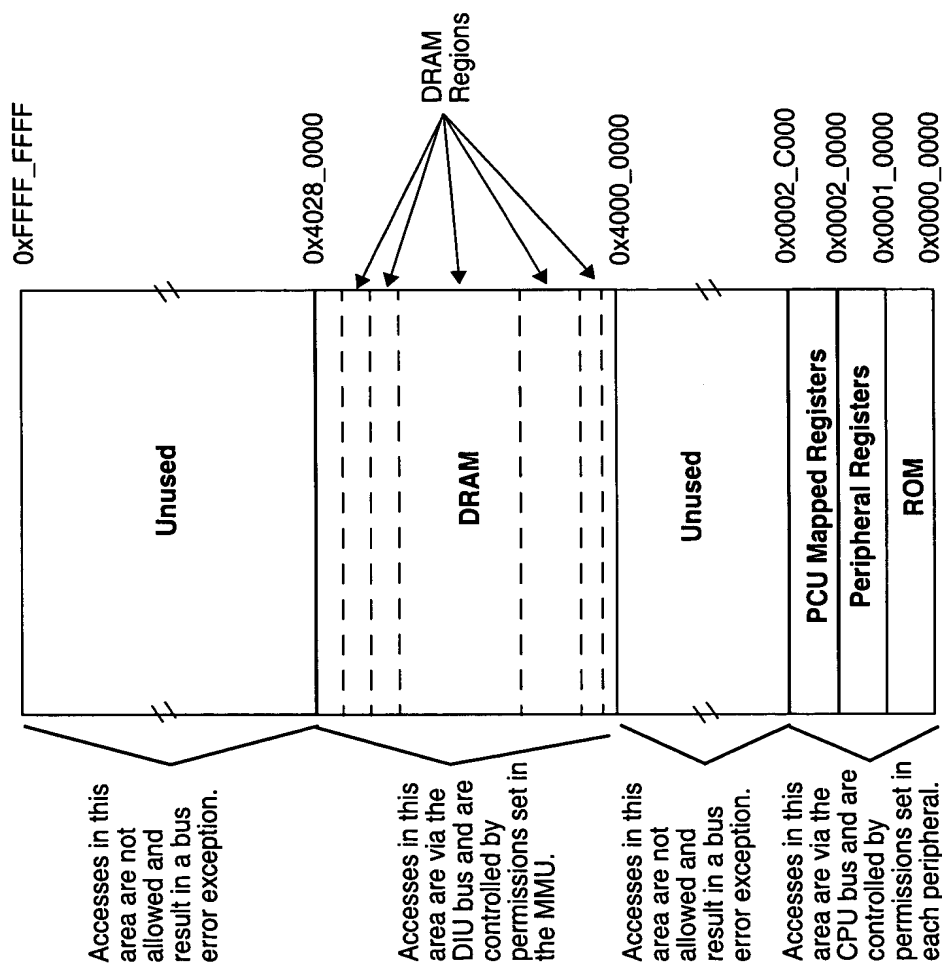 Accesses in this
area are not
allowed and
result in a bus
error exception.
Accesses in this
area are via the
DIU bus and are
controlled by
permissions set in
the MMU.
Accesses in this
area are not
allowed and
result in a bus
error exception.
Accesses in this
area are via the
CPU bus and are
controlled by
permissions set in
each peripheral.
Unused
DRAM
Unused
PCU Mapped Registers
Peripheral Registers
ROM
0xFFFF_FFFF
0x4028_0000
DRAM
Regions
0x4000_0000
0x0002_C000
0x0002_0000
0x0001_0000
0x0000_0000